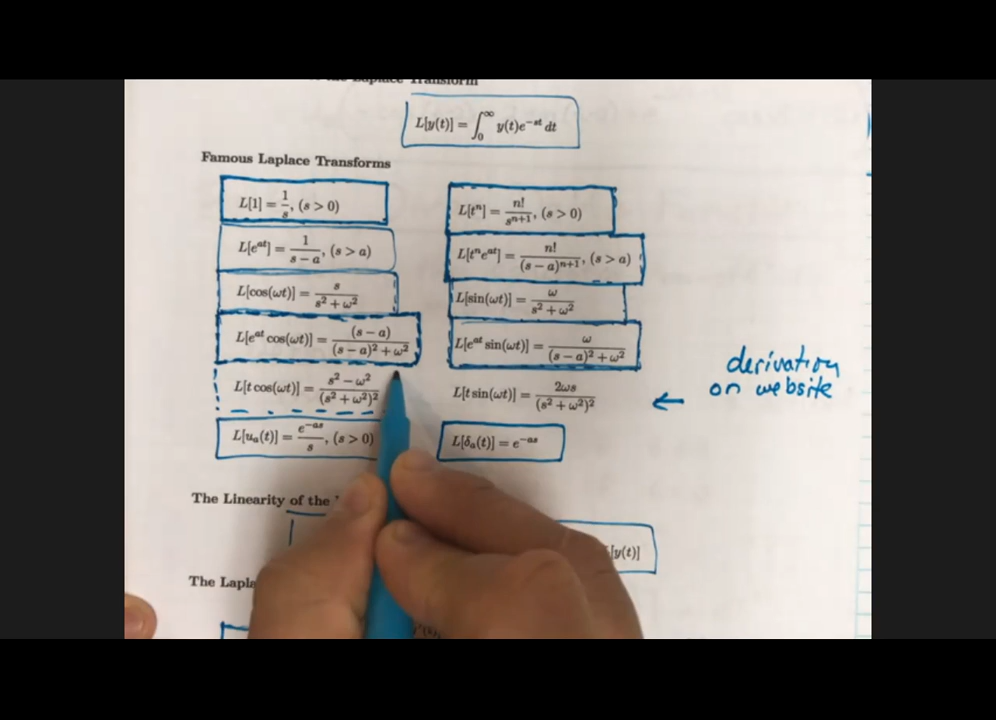 the Laplace Transform
L[y(t)] = ∫₀^∞ y(t)e^{−st} dt
Famous Laplace Transforms
L[1] = 1/s, (s > 0)
L[tⁿ] = n!/s^{n+1}, (s > 0)
L[e^{at}] = 1/(s − a), (s > a)
L[tⁿe^{at}] = n!/(s − a)^{n+1}, (s > a)
L[cos(ωt)] = s/(s² + ω²)
L[sin(ωt)] = ω/(s² + ω²)
L[e^{at} cos(ωt)] = (s − a)/((s − a)² + ω²)
L[e^{at} sin(ωt)] = ω/((s − a)² + ω²)
derivation
on website
←
L[t cos(ωt)] = (s² − ω²)/(s² + ω²)²
L[t sin(ωt)] = 2ωs/(s² + ω²)²
L[uₐ(t)] = e^{−as}/s, (s > 0)
L[δₐ(t)] = e^{−as}
The Linearity of the
[y(t)]
The Lapla